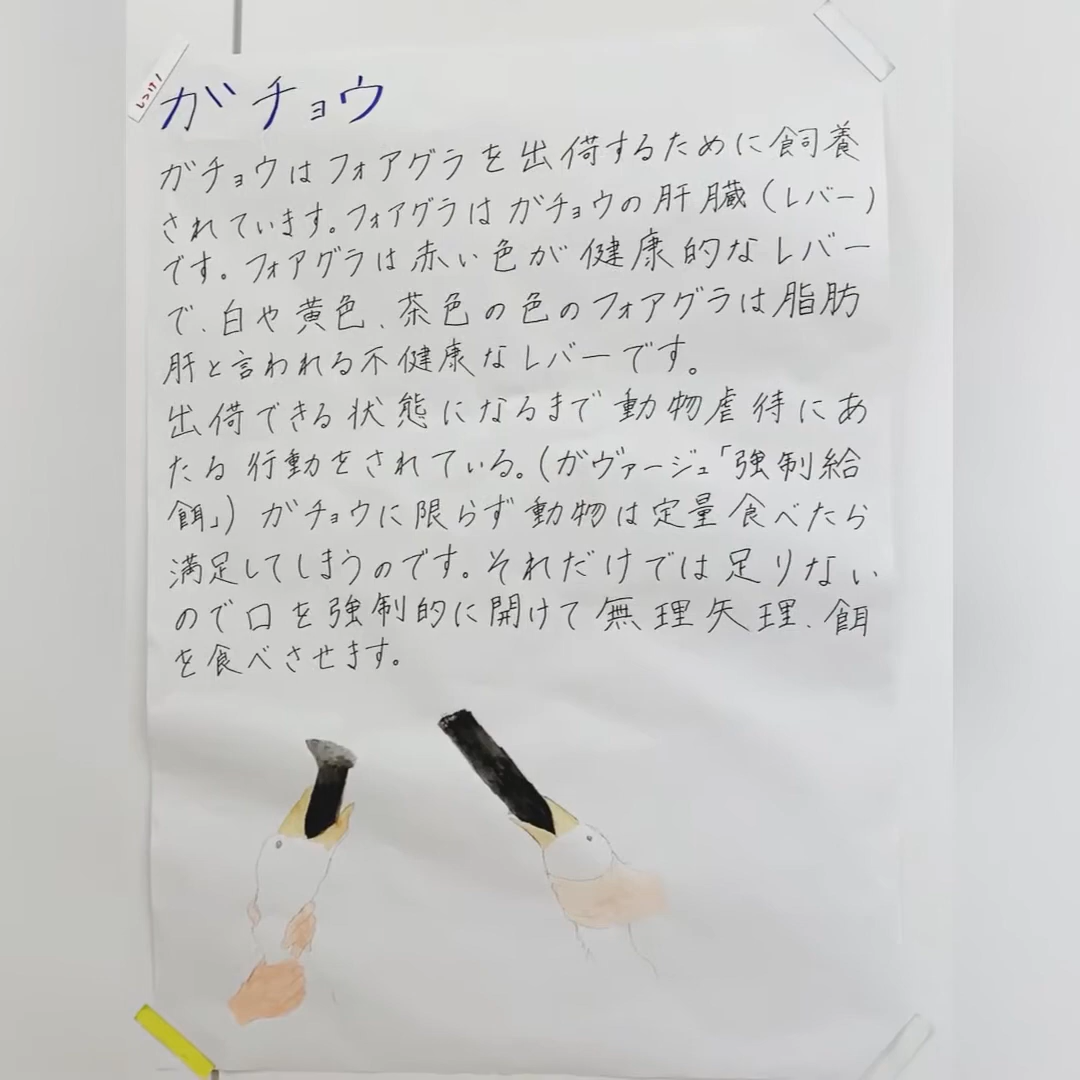 ガチョウ
ガチョウはフォアグラを出荷するために飼養
されています。フォアグラはガチョウの肝臓(レバー)
です。フォアグラは赤い色が健康的なレバー
で、白や黄色、茶色の色のフォアグラは脂肪
肝と言われる不健康なレバーです。
出荷できる状態になるまで動物虐待にあ
たる行動をされている。(ガヴァージュ「強制給
餌」) ガチョウに限らず動物は定量食べたら
満足してしまうのです。それだけでは足りない
ので口を強制的に開けて無理矢理、餌
を食べさせます。